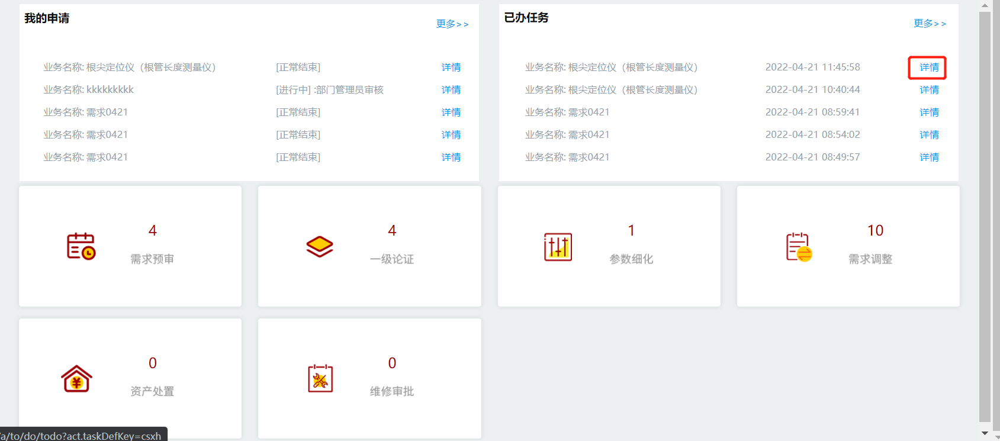 我的申请
更多>>
业务名称: 根尖定位仪（根管长度测量仪） [正常结束] 详情
业务名称: kkkkkkkkk [进行中] :部门管理员审核 详情
业务名称: 需求0421 [正常结束] 详情
业务名称: 需求0421 [正常结束] 详情
业务名称: 需求0421 [正常结束] 详情
已办任务
更多>>
业务名称: 根尖定位仪（根管长度测量仪） 2022-04-21 11:45:58 详情
业务名称: 根尖定位仪（根管长度测量仪） 2022-04-21 10:40:44 详情
业务名称: 需求0421 2022-04-21 08:59:41 详情
业务名称: 需求0421 2022-04-21 08:54:02 详情
业务名称: 需求0421 2022-04-21 08:49:57 详情
4
需求预审
4
一级论证
1
参数细化
10
需求调整
0
资产处置
0
维修审批
/a/to/do/todo?act.taskDefKey=csxh